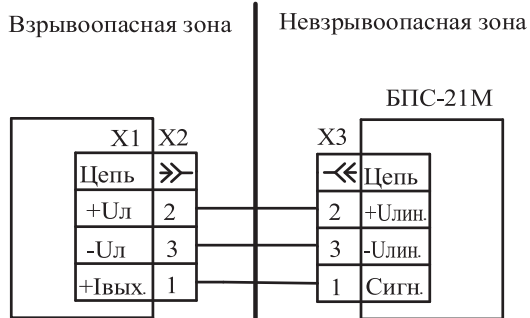 Взрывоопасная зона Невзрывоопасная зона
БПС-21М
X1 X2 X3
Цепь Цепь
+Uл 2 2 +Uлин.
-Uл 3 3 -Uлин.
+Iвых. 1 1 Сигн.